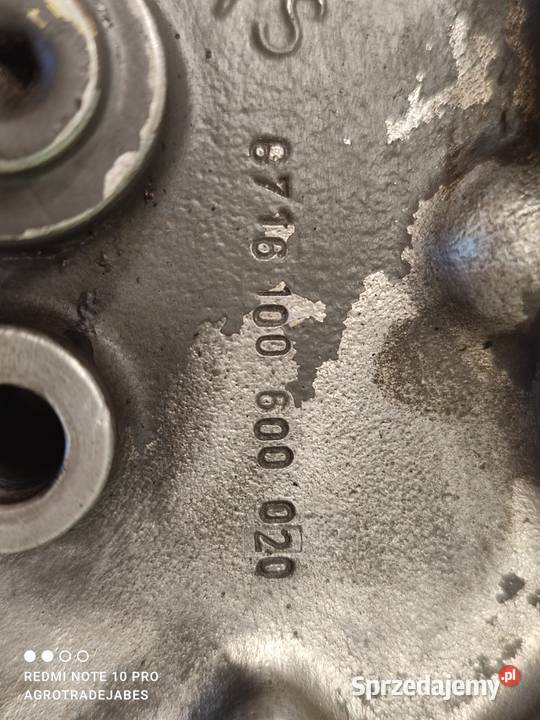 6716 100 600 020
REDMI NOTE 10 PRO
AGROTRADEJABES
Sprzedajemy.pl